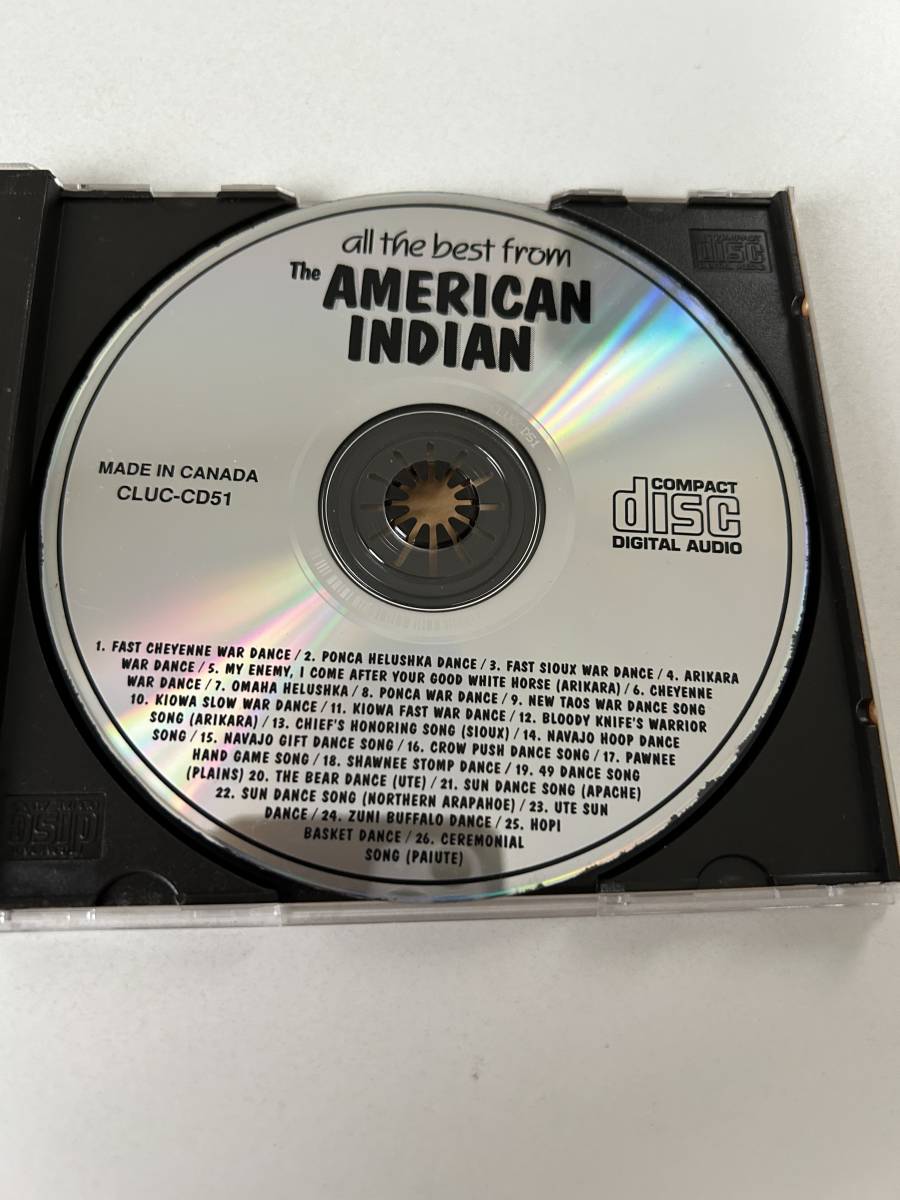 all the best from
The AMERICAN
INDIAN
CLUC-CD51
MADE IN CANADA
CLUC-CD51
COMPACT
disc
DIGITAL AUDIO
COMPACT
disc
DIGITAL AUDIO
1. FAST CHEYENNE WAR DANCE / 2. PONCA HELUSHKA DANCE / 3. FAST SIOUX WAR DANCE / 4. ARIKARA
WAR DANCE / 5. MY ENEMY, I COME AFTER YOUR GOOD WHITE HORSE (ARIKARA) / 6. CHEYENNE
WAR DANCE / 7. OMAHA HELUSHKA / 8. PONCA WAR DANCE / 9. NEW TAOS WAR DANCE SONG
10. KIOWA SLOW WAR DANCE / 11. KIOWA FAST WAR DANCE / 12. BLOODY KNIFE'S WARRIOR
SONG (ARIKARA) / 13. CHIEF'S HONORING SONG (SIOUX) / 14. NAVAJO HOOP DANCE
SONG / 15. NAVAJO GIFT DANCE SONG / 16. CROW PUSH DANCE SONG / 17. PAWNEE
HAND GAME SONG / 18. SHAWNEE STOMP DANCE / 19. 49 DANCE SONG
(PLAINS) 20. THE BEAR DANCE (UTE) / 21. SUN DANCE SONG (APACHE)
22. SUN DANCE SONG (NORTHERN ARAPAHOE) / 23. UTE SUN
DANCE / 24. ZUNI BUFFALO DANCE / 25. HOPI
BASKET DANCE / 26. CEREMONIAL
SONG (PAIUTE)